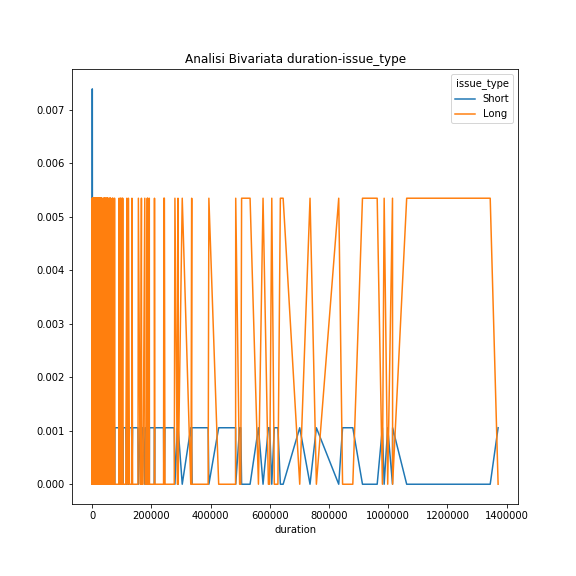 Analisi Bivariata duration-issue_type
issue_type
Short
Long
0.007
0.006
0.005
0.004
0.003
0.002
0.001
0.000
0 200000 400000 600000 800000 1000000 1200000 1400000
duration